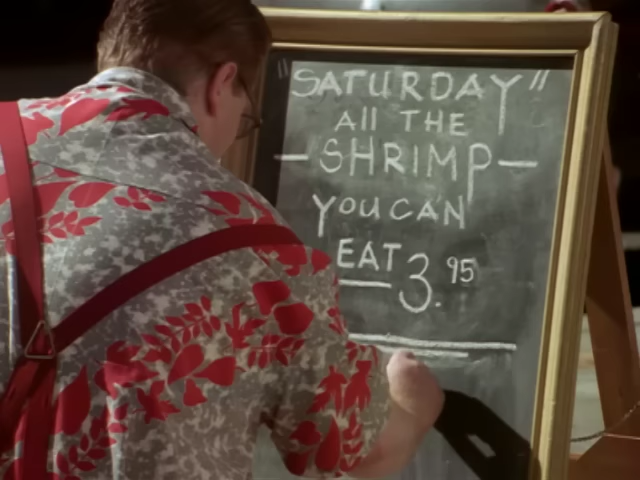 "SATURDAY"
All THE
-SHRIMP-
YOU CAN
EAT 3.95